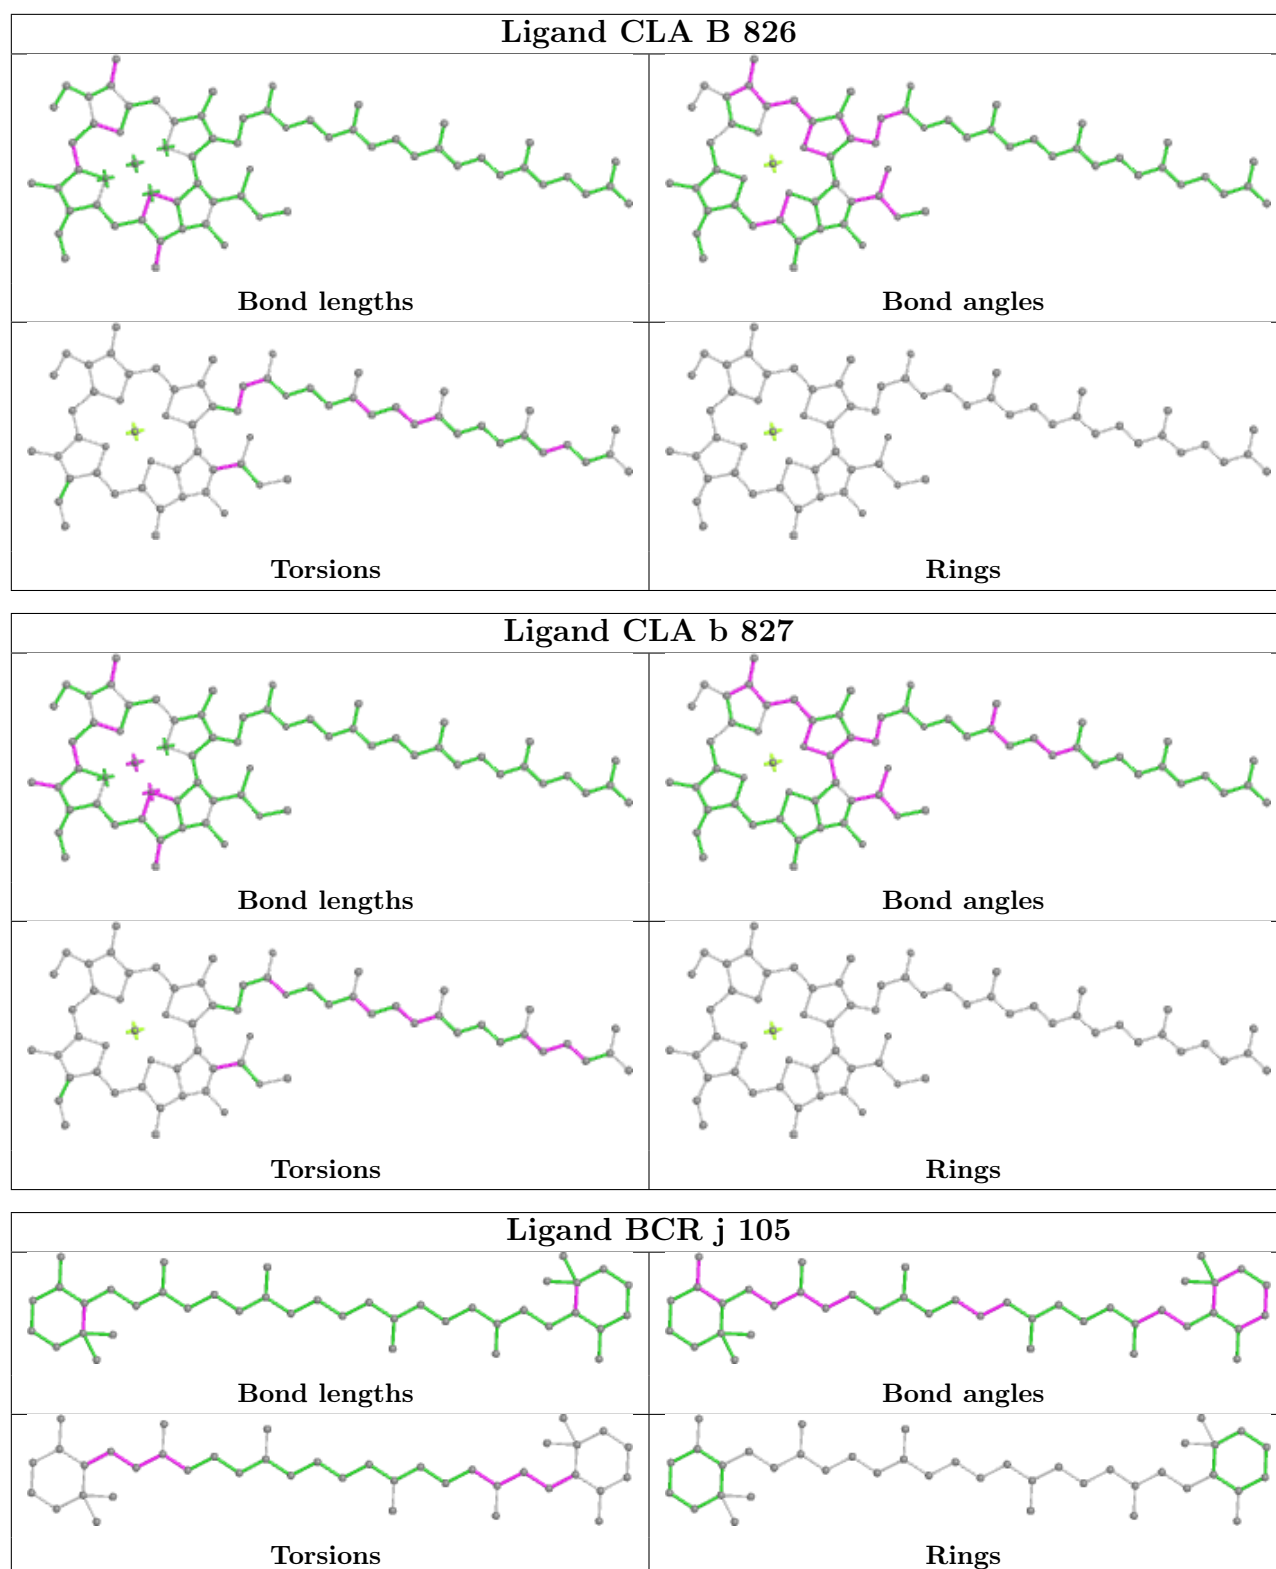 Ligand CLA B 826
Bond lengths
Bond angles
Torsions
Rings
Ligand CLA b 827
Bond lengths
Bond angles
Torsions
Rings
Ligand BCR j 105
Bond lengths
Bond angles
Torsions
Rings